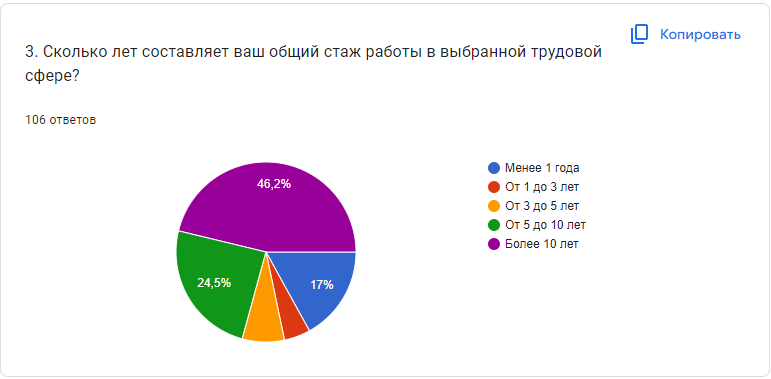 Копировать
3. Сколько лет составляет ваш общий стаж работы в выбранной трудовой
сфере?
106 ответов
46,2%
24,5%
17%
Менее 1 года
От 1 до 3 лет
От 3 до 5 лет
От 5 до 10 лет
Более 10 лет